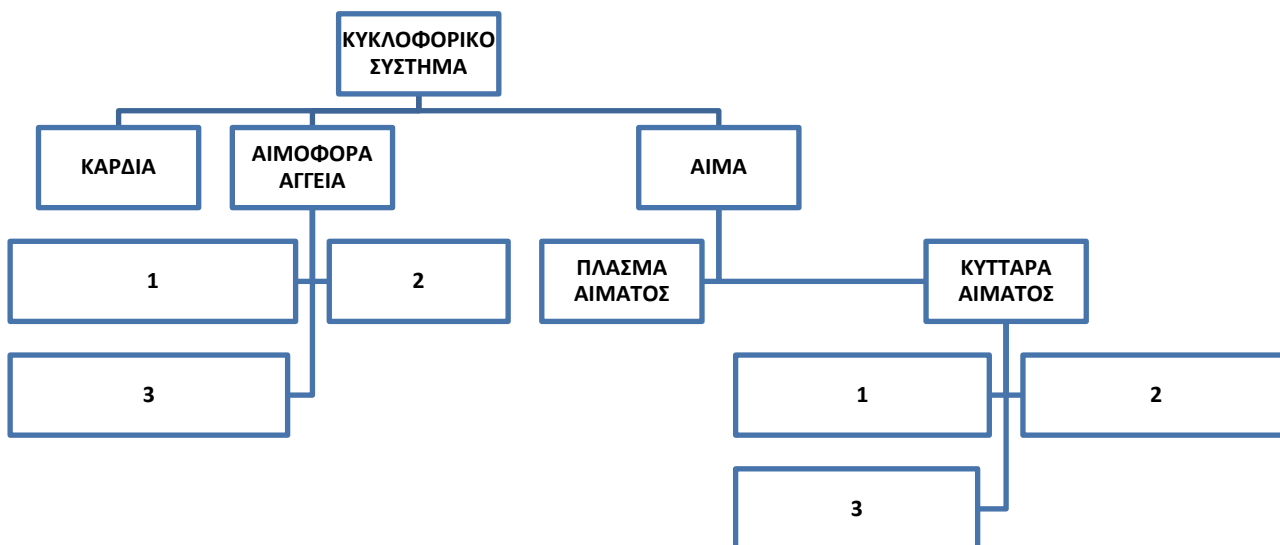 ΚΥΚΛΟΦΟΡΙΚΟ
ΣΥΣΤΗΜΑ
ΚΑΡΔΙΑ
ΑΙΜΟΦΟΡΑ
ΑΓΓΕΙΑ
ΑΙΜΑ
1
2
ΠΛΑΣΜΑ
ΑΙΜΑΤΟΣ
ΚΥΤΤΑΡΑ
ΑΙΜΑΤΟΣ
3
1
2
3